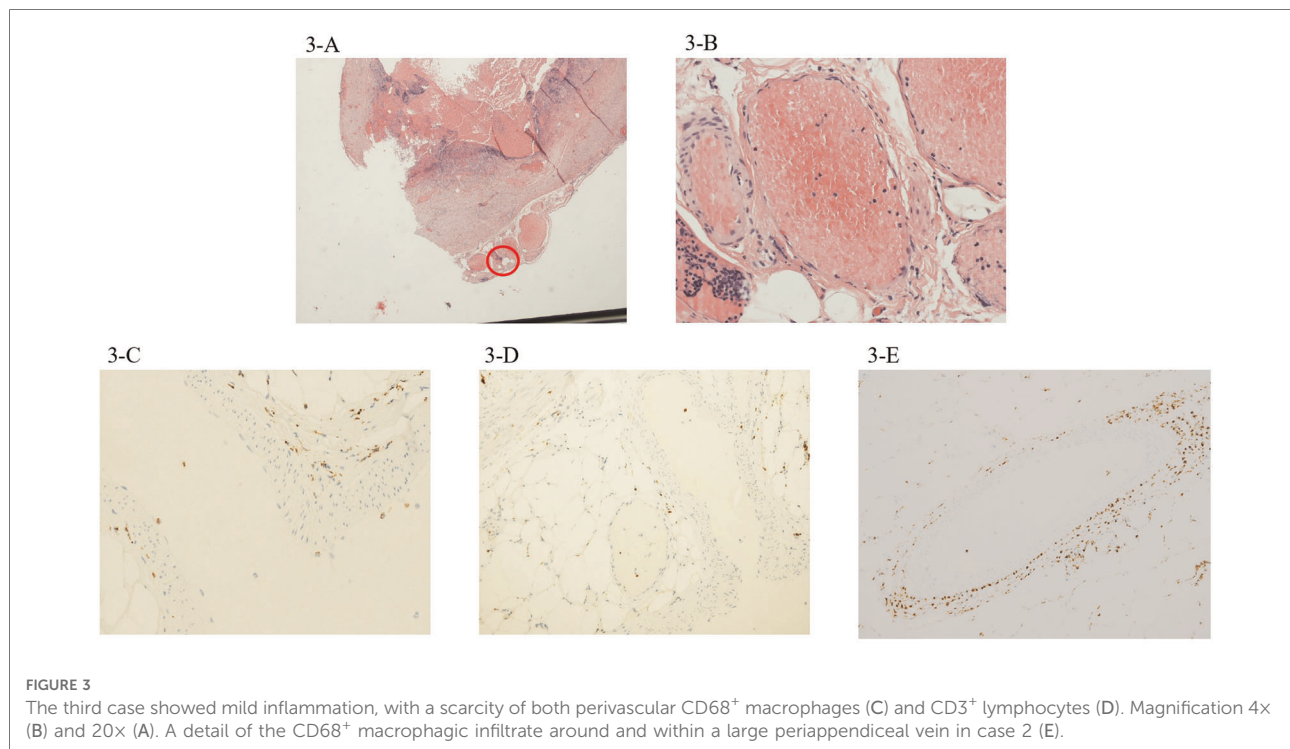 3-A
3-B
3-C
3-D
3-E
FIGURE 3
The third case showed mild inflammation, with a scarcity of both perivascular CD68⁺ macrophages (C) and CD3⁺ lymphocytes (D). Magnification 4×
(B) and 20× (A). A detail of the CD68⁺ macrophagic infiltrate around and within a large periappendiceal vein in case 2 (E).